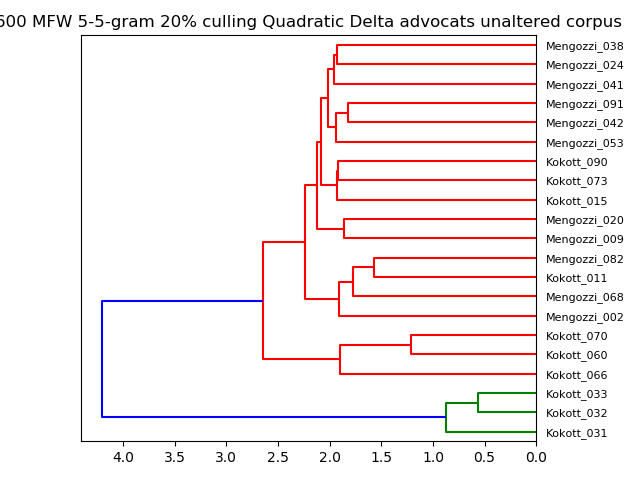 600 MFW 5-5-gram 20% culling Quadratic Delta advocats unaltered corpus
Mengozzi_038
Mengozzi_024
Mengozzi_041
Mengozzi_091
Mengozzi_042
Mengozzi_053
Kokott_090
Kokott_073
Kokott_015
Mengozzi_020
Mengozzi_009
Mengozzi_082
Kokott_011
Mengozzi_068
Mengozzi_002
Kokott_070
Kokott_060
Kokott_066
Kokott_033
Kokott_032
Kokott_031
4.0 3.5 3.0 2.5 2.0 1.5 1.0 0.5 0.0